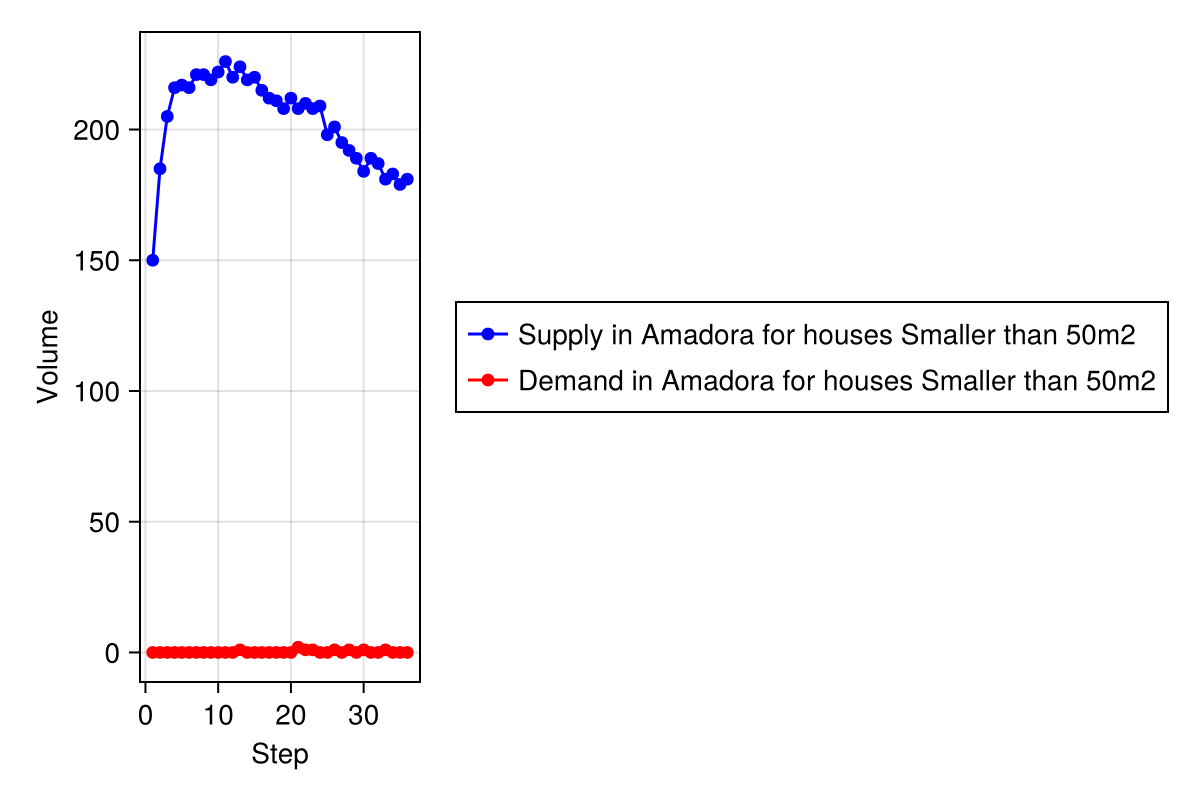 200
150
100
50
0
Volume
0 10 20 30
Step
Supply in Amadora for houses Smaller than 50m2
Demand in Amadora for houses Smaller than 50m2